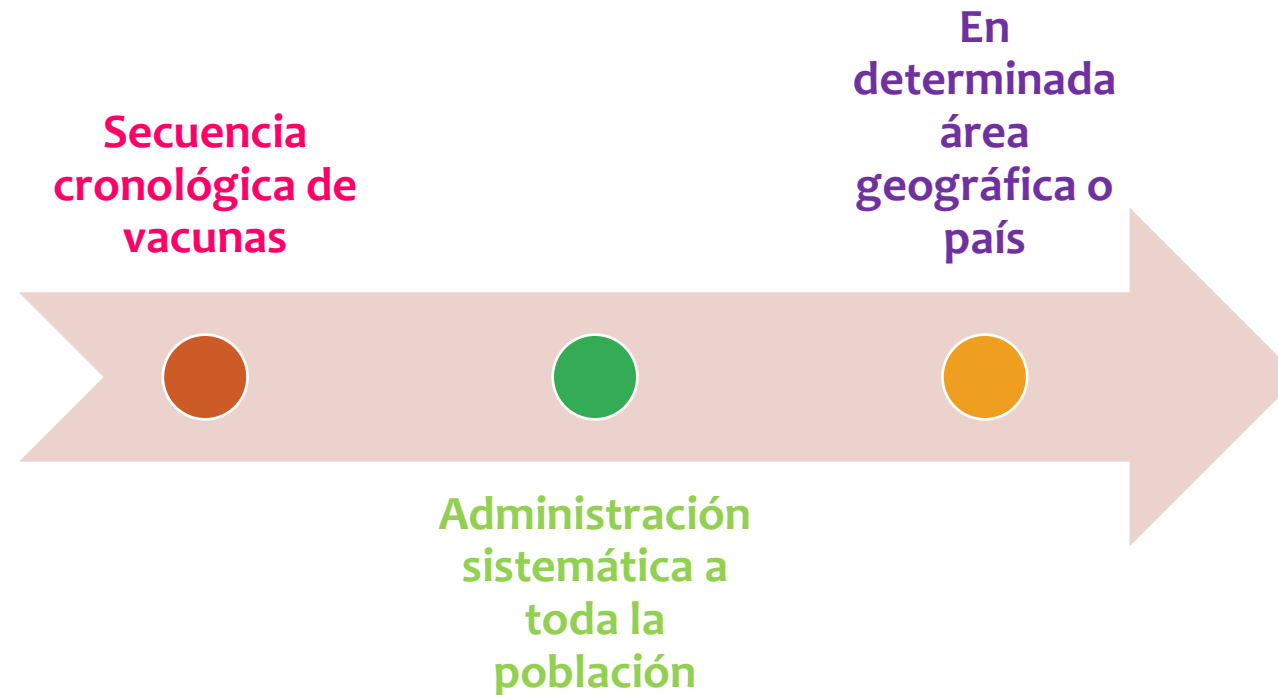 Secuencia
cronológica de
vacunas
Administración
sistemática a
toda la
población
En
determinada
área
geográfica o
país